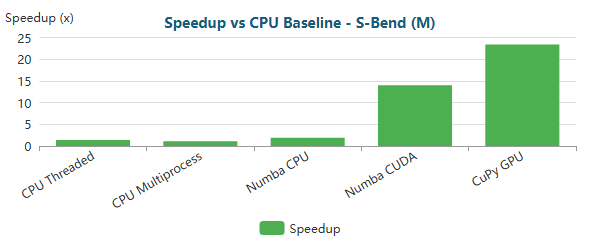 Speedup (x)
Speedup vs CPU Baseline - S-Bend (M)
25
20
15
10
5
0
CPU Threaded
CPU Multiprocess
Numba CPU
Numba CUDA
CuPy GPU
Speedup